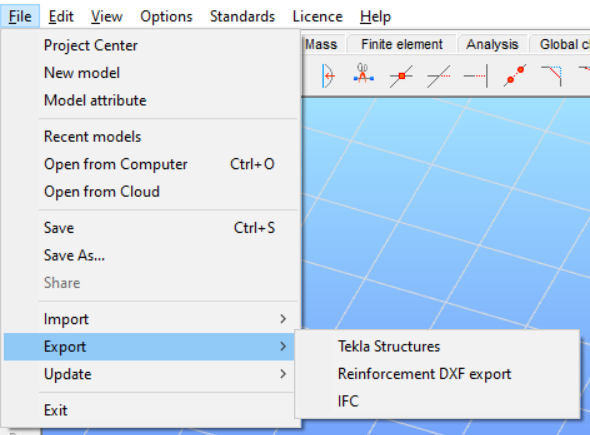 File Edit View Options Standards Licence Help
Project Center
Mass Finite element Analysis Global
New model
Model attribute
Recent models
Open from Computer Ctrl+O
Open from Cloud
Save Ctrl+S
Save As...
Share
Import >
Export >
Tekla Structures
Update >
Reinforcement DXF export
IFC
Exit